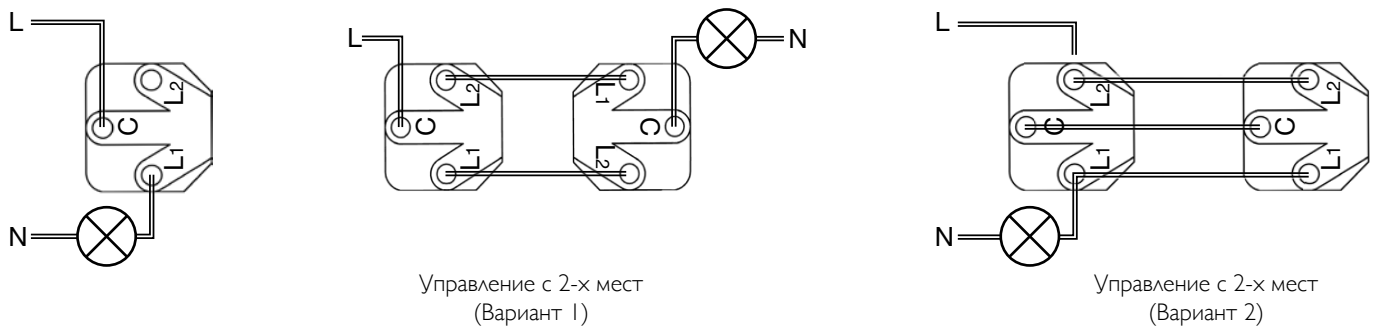 L
L2
C
L1
N
L
L2
C
L1
L1
C
L2
N
Управление с 2-х мест
(Вариант 1)
L
L2
C
L1
L2
C
L1
N
Управление с 2-х мест
(Вариант 2)